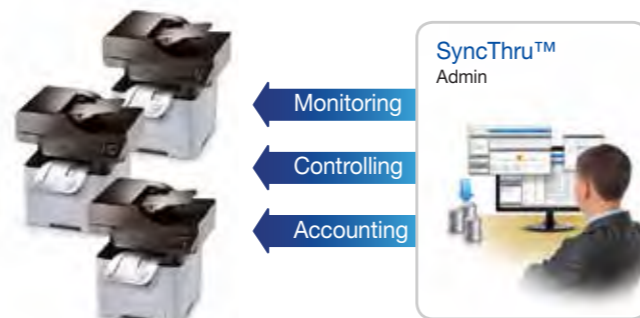 SyncThru™
Admin
Monitoring
Controlling
Accounting